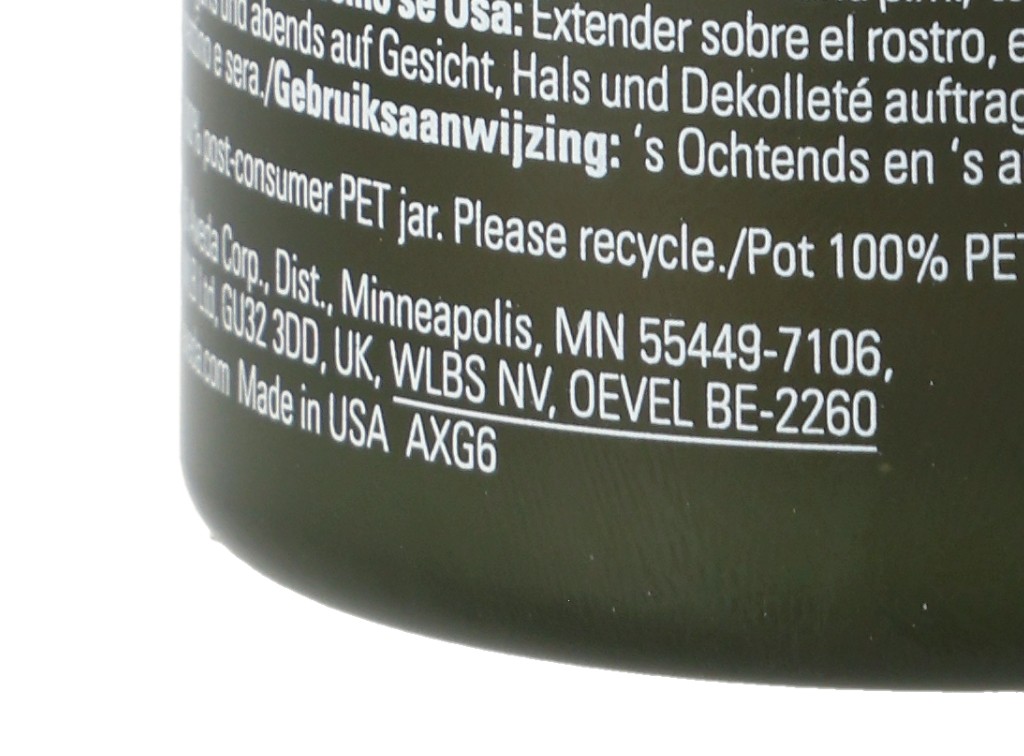 se Usa: Extender sobre el rostro, e
und abends auf Gesicht, Hals und Dekolleté auftrag
e sera./Gebruiksaanwijzing: ‘s Ochtends en ‘s a
post-consumer PET jar. Please recycle./Pot 100% PET
Corp., Dist., Minneapolis, MN 55449-7106,
Ltd, GU32 3DD, UK, WLBS NV, OEVEL BE-2260
.com Made in USA AXG6